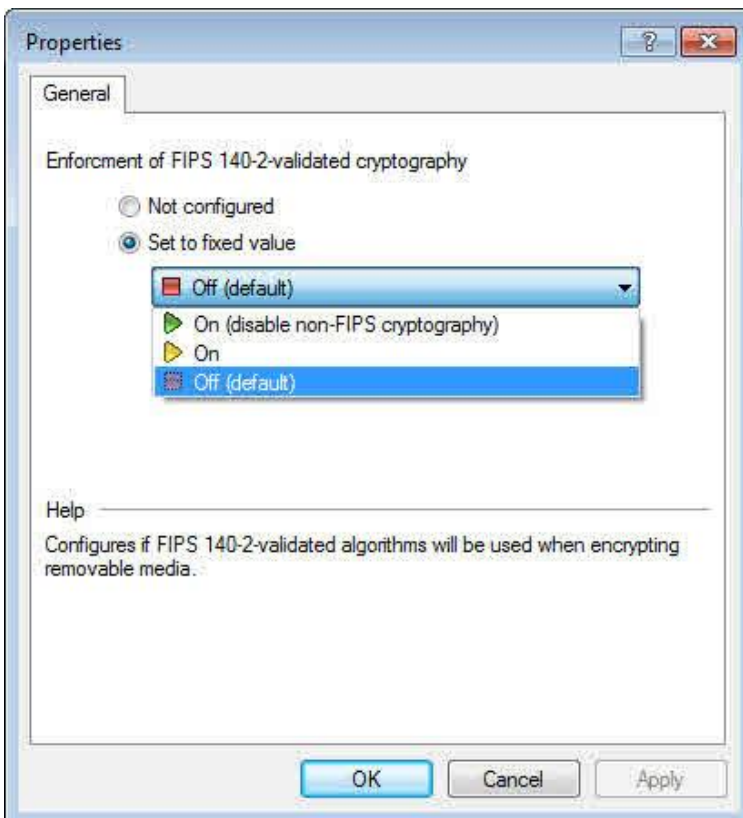 Properties
General
Enforcment of FIPS 140-2-validated cryptography
Not configured
Set to fixed value
Off (default)
On (disable non-FIPS cryptography)
On
Off (default)
Help
Configures if FIPS 140-2-validated algorithms will be used when encrypting
removable media.
OK Cancel Apply